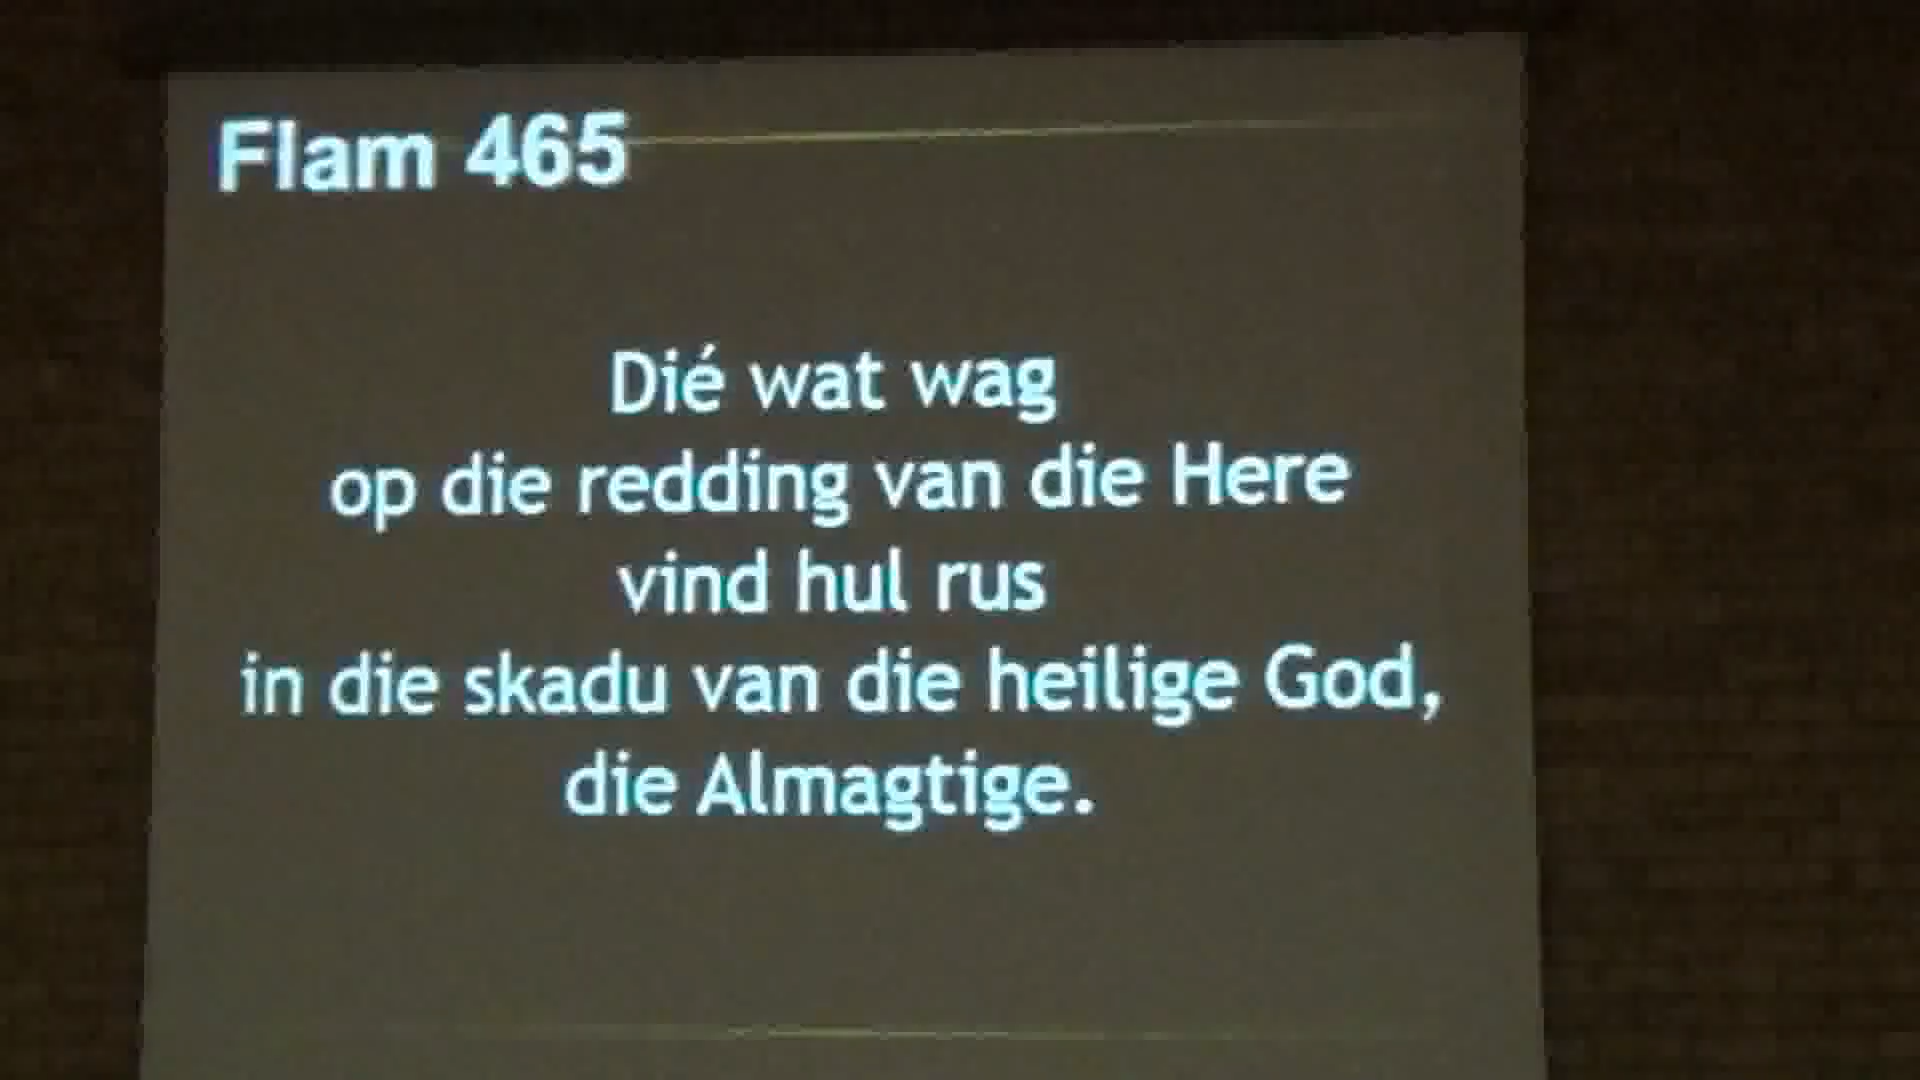 Flam 465
Dié wat wag
op die redding van die Here
vind hul rus
in die skadu van die heilige God,
die Almagtige.